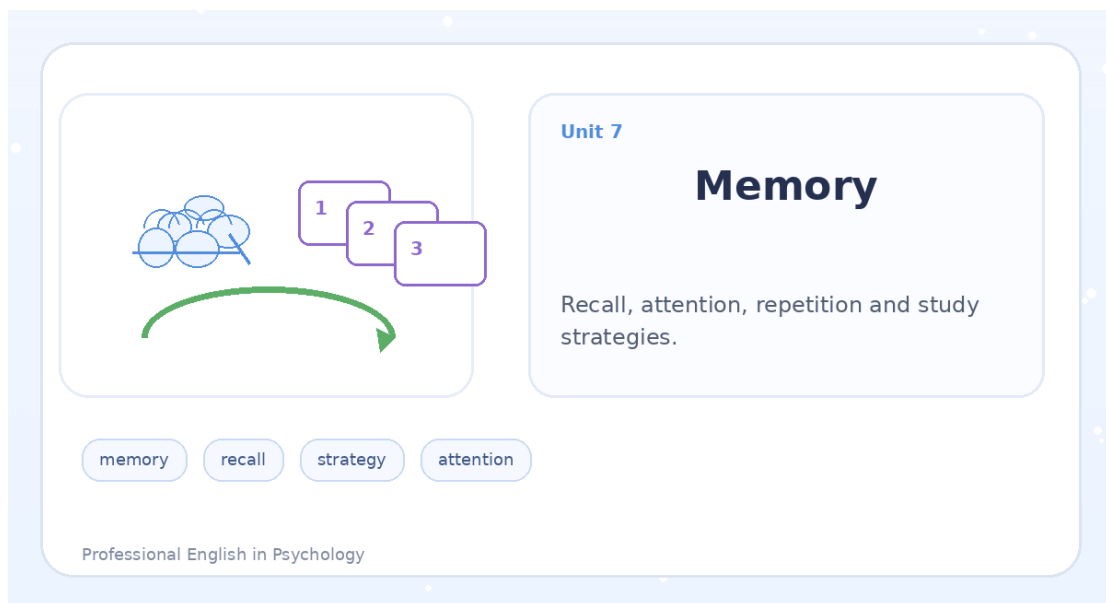 1
2
3
Unit 7
Memory
Recall, attention, repetition and study
strategies.
memory
recall
strategy
attention
Professional English in Psychology